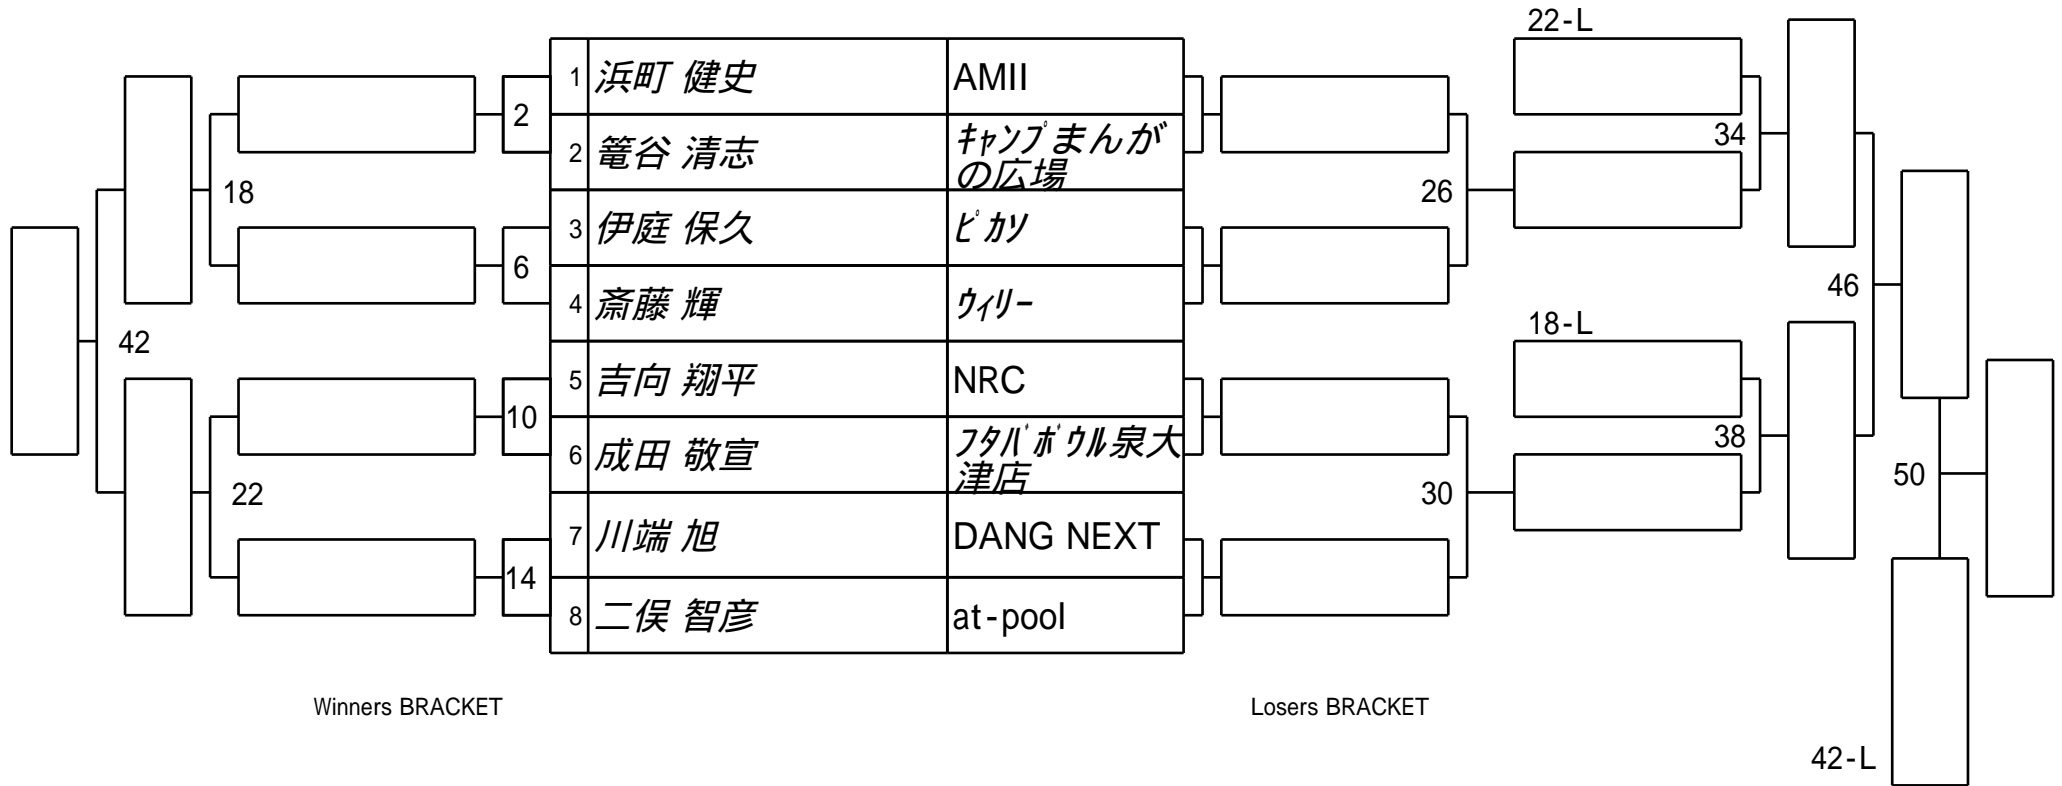 22-L
1 浜町 健史 AMII
2
2 篭谷 清志 ｷｬﾝﾌﾟまんが
の広場
34
18
26
3 伊庭 保久 ﾋﾟｶｿ
6
4 斎藤 輝 ｳｨﾘｰ
46
18-L
42
5 吉向 翔平 NRC
10
38
6 成田 敬宣 ﾌﾀﾊﾞﾎﾞｳﾙ泉大
津店
50
22
30
7 川端 旭 DANG NEXT
14
8 二俣 智彦 at-pool
Winners BRACKET
Losers BRACKET
42-L